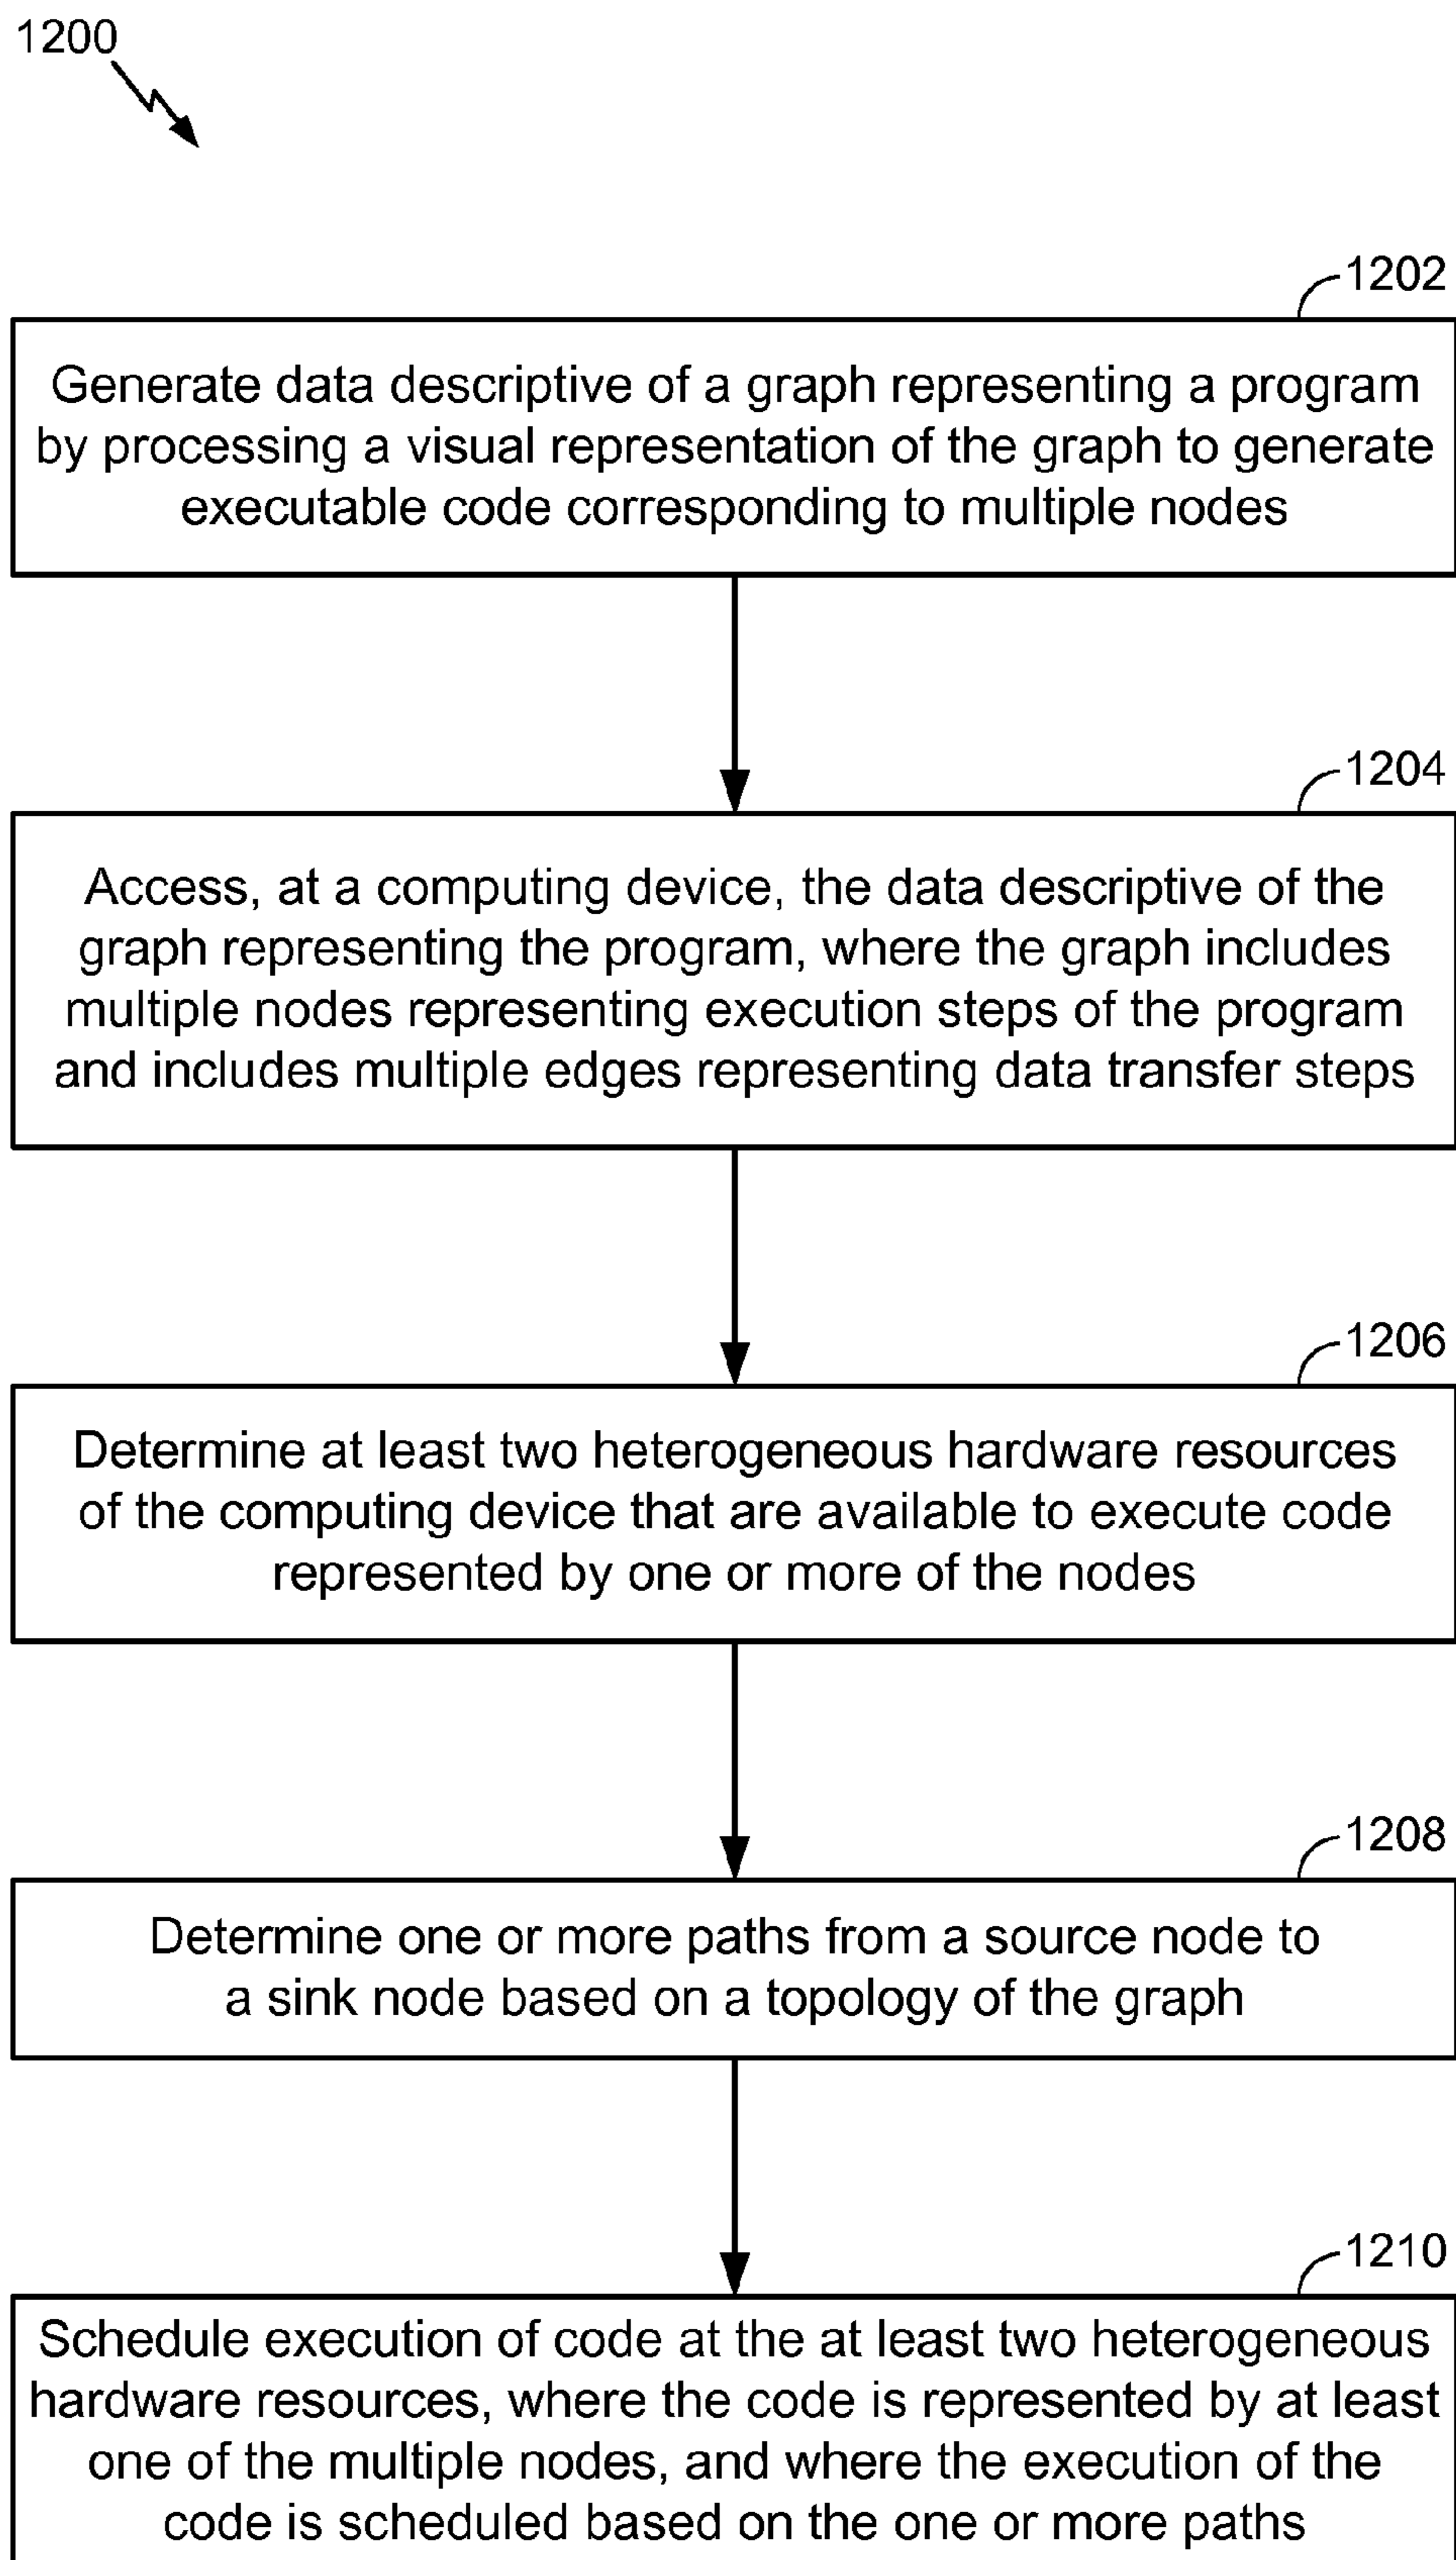 1200
1202
Generate data descriptive of a graph representing a program
by processing a visual representation of the graph to generate
executable code corresponding to multiple nodes
1204
Access, at a computing device, the data descriptive of the
graph representing the program, where the graph includes
multiple nodes representing execution steps of the program
and includes multiple edges representing data transfer steps
1206
Determine at least two heterogeneous hardware resources
of the computing device that are available to execute code
represented by one or more of the nodes
1208
Determine one or more paths from a source node to
a sink node based on a topology of the graph
1210
Schedule execution of code at the at least two heterogeneous
hardware resources, where the code is represented by at least
one of the multiple nodes, and where the execution of the
code is scheduled based on the one or more paths